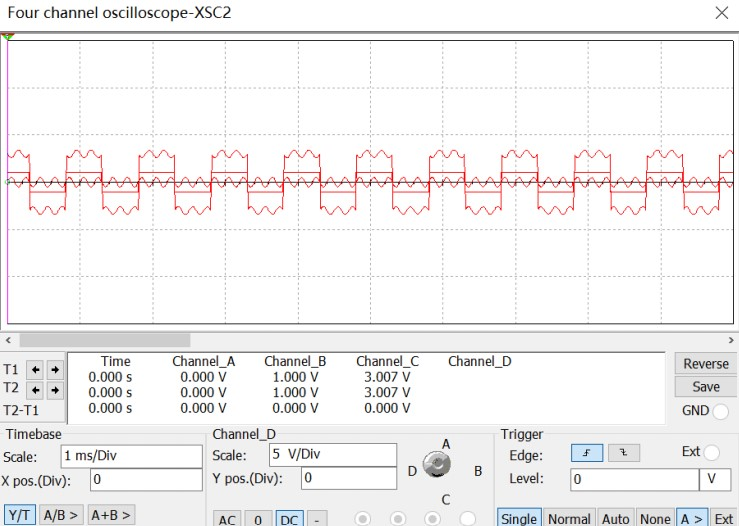 Four channel oscilloscope-XSC2
Time Channel_A Channel_B Channel_C Channel_D
T1 0.000 s 0.000 V 1.000 V 3.007 V
T2 0.000 s 0.000 V 1.000 V 3.007 V
T2-T1 0.000 s 0.000 V 0.000 V 0.000 V
Reverse
Save
GND
Timebase
Scale: 1 ms/Div
X pos.(Div): 0
Y/T A/B > A+B >
Channel_D
Scale: 5 V/Div
Y pos.(Div): 0
AC 0 DC -
A
D B
C
Trigger
Edge: Ext
Level: 0 V
Single Normal Auto None A > Ext